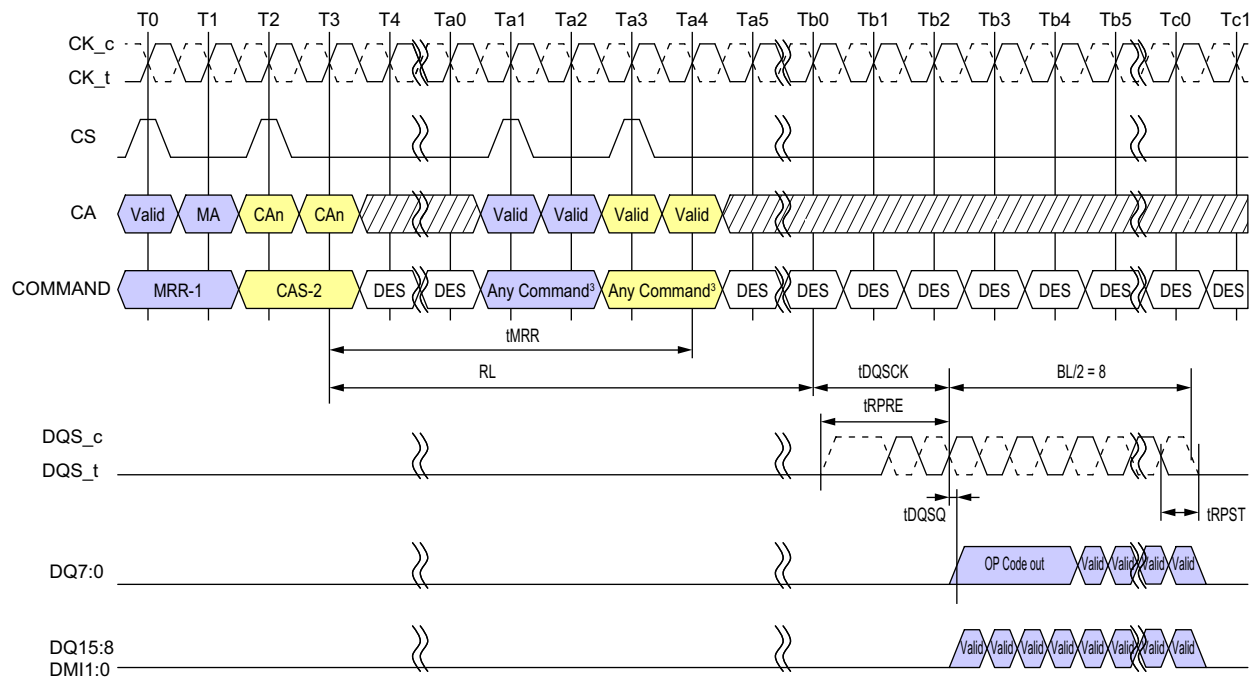 T0 T1 T2 T3 T4 Ta0 Ta1 Ta2 Ta3 Ta4 Ta5 Tb0 Tb1 Tb2 Tb3 Tb4 Tb5 Tc0 Tc1
CK_c
CK_t
CS
CA Valid MA CAn CAn Valid Valid Valid Valid
COMMAND MRR-1 CAS-2 DES DES Any Command³ Any Command³ DES DES DES DES DES DES DES DES DES
tMRR
RL tDQSCK BL/2 = 8
tRPRE
DQS_c
DQS_t
tDQSQ tRPST
DQ7:0 OP Code out Valid Valid Valid Valid
DQ15:8 Valid Valid Valid Valid Valid Valid Valid Valid
DMI1:0